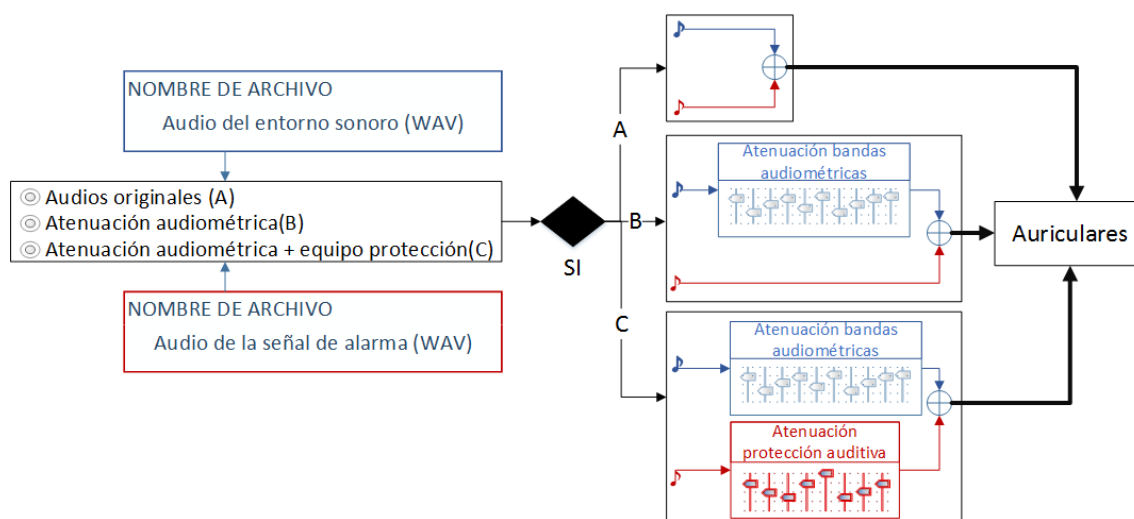 NOMBRE DE ARCHIVO
Audio del entorno sonoro (WAV)
Audios originales (A)
Atenuación audiométrica(B)
Atenuación audiométrica + equipo protección(C)
NOMBRE DE ARCHIVO
Audio de la señal de alarma (WAV)
SI
A
B
C
Atenuación bandas
audiométricas
Atenuación bandas
audiométricas
Atenuación
protección auditiva
Auriculares